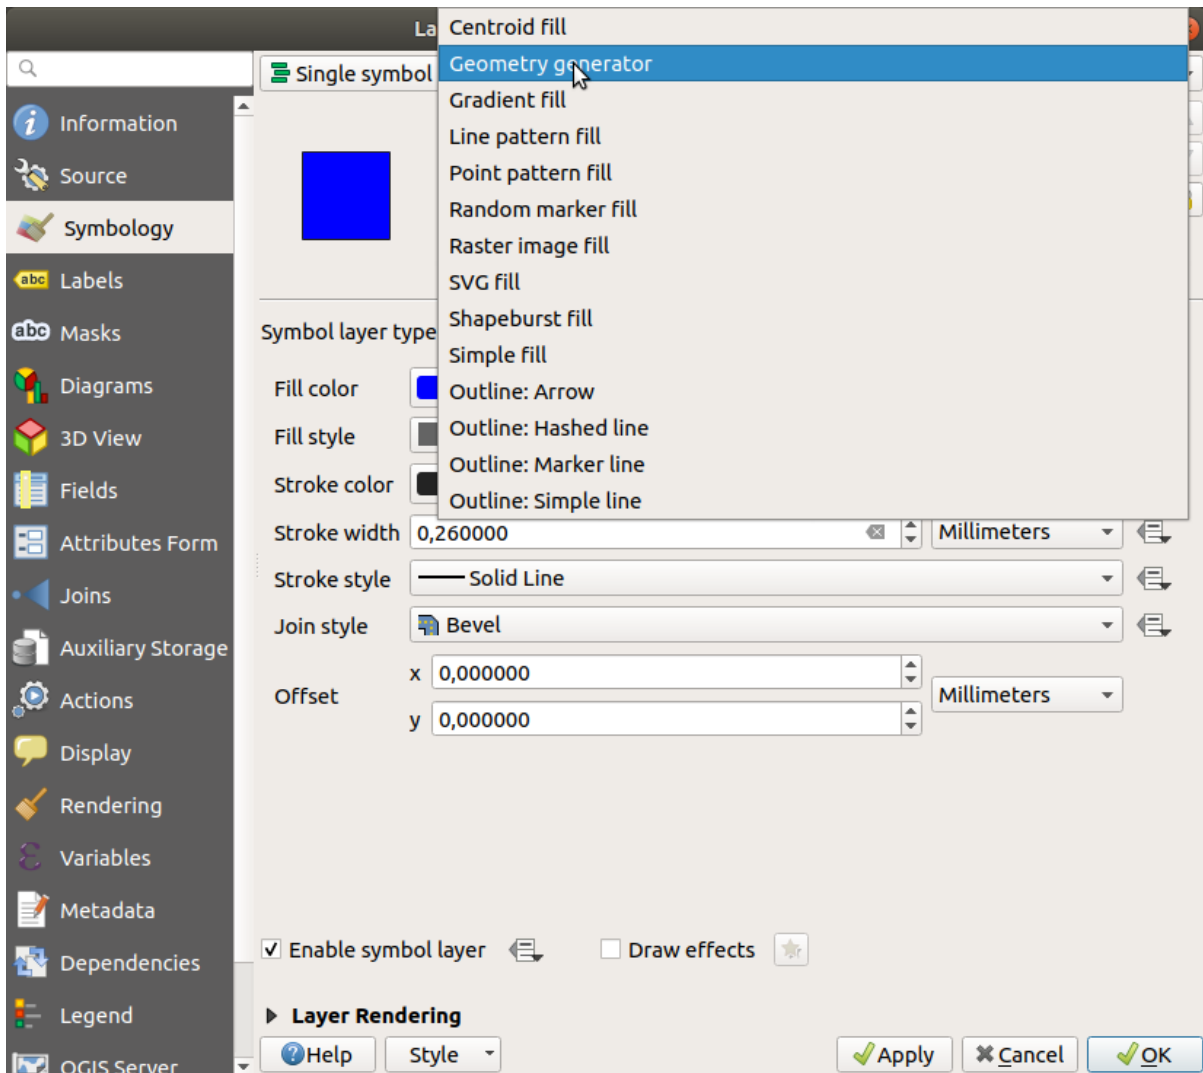 La
Single symbol
Information
Source
Symbology
abc Labels
abc Masks
Diagrams
3D View
Fields
Attributes Form
Joins
Auxiliary Storage
Actions
Display
Rendering
Variables
Metadata
Dependencies
Legend
QGIS Server
Centroid fill
Geometry generator
Gradient fill
Line pattern fill
Point pattern fill
Random marker fill
Raster image fill
SVG fill
Shapeburst fill
Simple fill
Outline: Arrow
Outline: Hashed line
Outline: Marker line
Outline: Simple line
Symbol layer type
Fill color
Fill style
Stroke color
Stroke width 0,260000 Millimeters
Stroke style Solid Line
Join style Bevel
Offset x 0,000000 Millimeters
y 0,000000
Enable symbol layer Draw effects
Layer Rendering
Help Style Apply Cancel OK